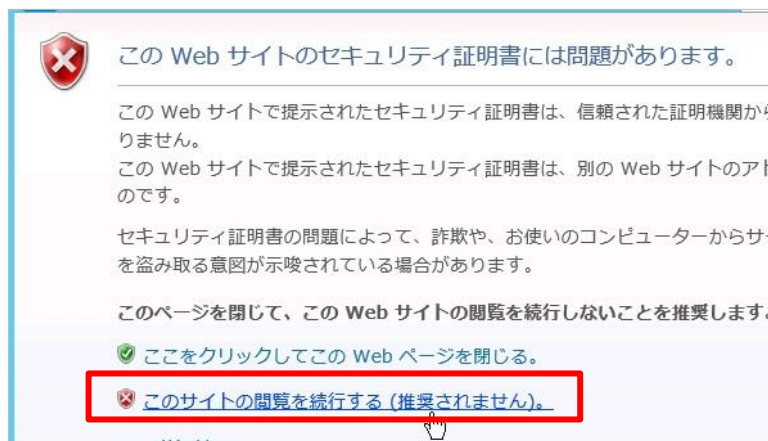 この Web サイトのセキュリティ証明書には問題があります。
この Web サイトで提示されたセキュリティ証明書は、信頼された証明機関か
りません。
この Web サイトで提示されたセキュリティ証明書は、別の Web サイトのア
のです。
セキュリティ証明書の問題によって、詐欺や、お使いのコンピューターからサ
を盗み取る意図が示唆されている場合があります。
このページを閉じて、この Web サイトの閲覧を続行しないことを推奨します。
ここをクリックしてこの Web ページを閉じる。
このサイトの閲覧を続行する (推奨されません)。